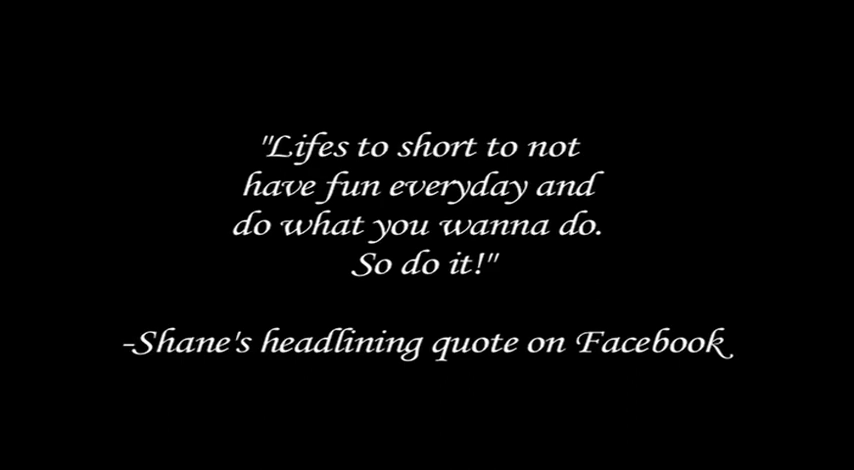 "Lifes to short to not
have fun everyday and
do what you wanna do.
So do it!"
-Shane's headlining quote on Facebook